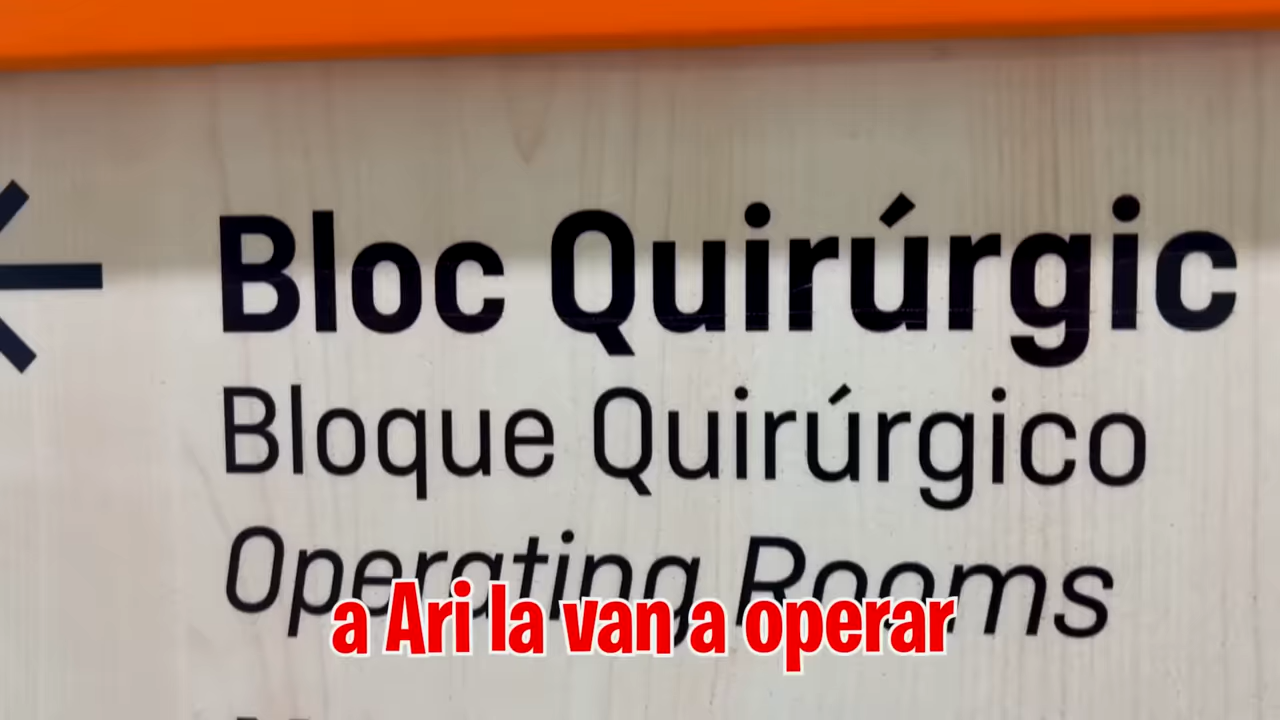 Bloc Quirúrgic
Bloque Quirúrgico
Operating Rooms
a Ari la van a operar